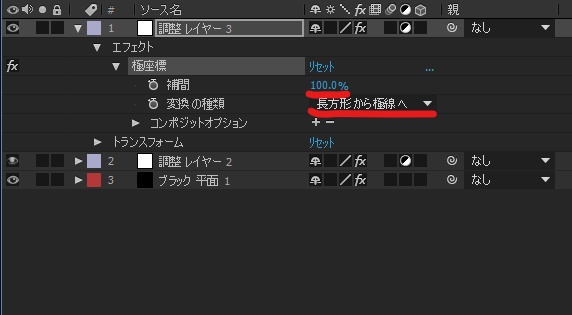 # ソース名 親
1 調整レイヤー 3 fx なし
エフェクト
fx 極座標 リセット ...
補間 100.0%
変換の種類 長方形から極線へ
コンポジットオプション + −
トランスフォーム リセット
2 調整レイヤー 2 fx なし
3 ブラック 平面 1 fx なし